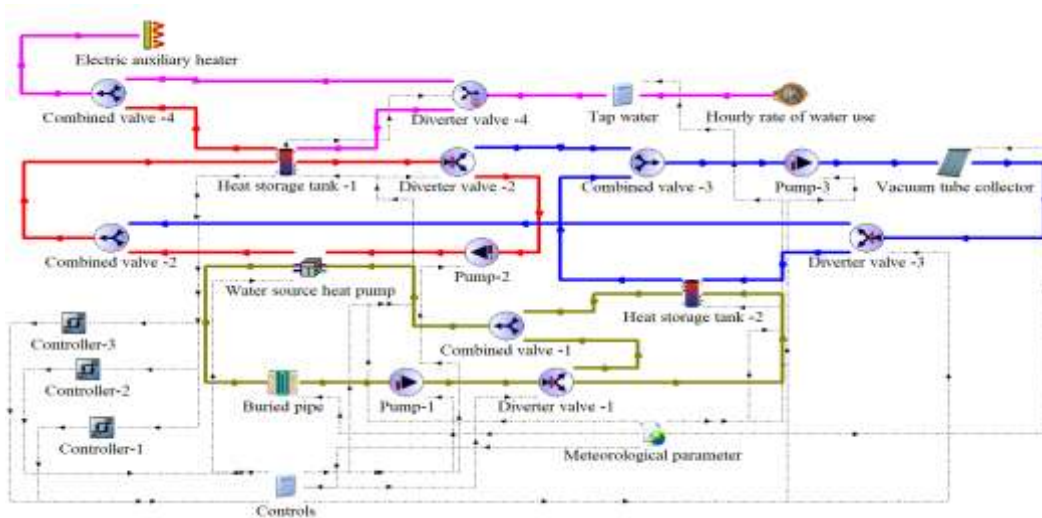 Electric auxiliary heater
Combined valve -4
Diverter valve -4
Tap water
Hourly rate of water use
Heat storage tank -1
Diverter valve -2
Combined valve -3
Pump-3
Vacuum tube collector
Combined valve -2
Pump-2
Diverter valve -3
Water source heat pump
Heat storage tank -2
Controller-3
Combined valve -1
Controller-2
Buried pipe
Pump-1
Diverter valve -1
Controller-1
Meteorological parameter
Controls